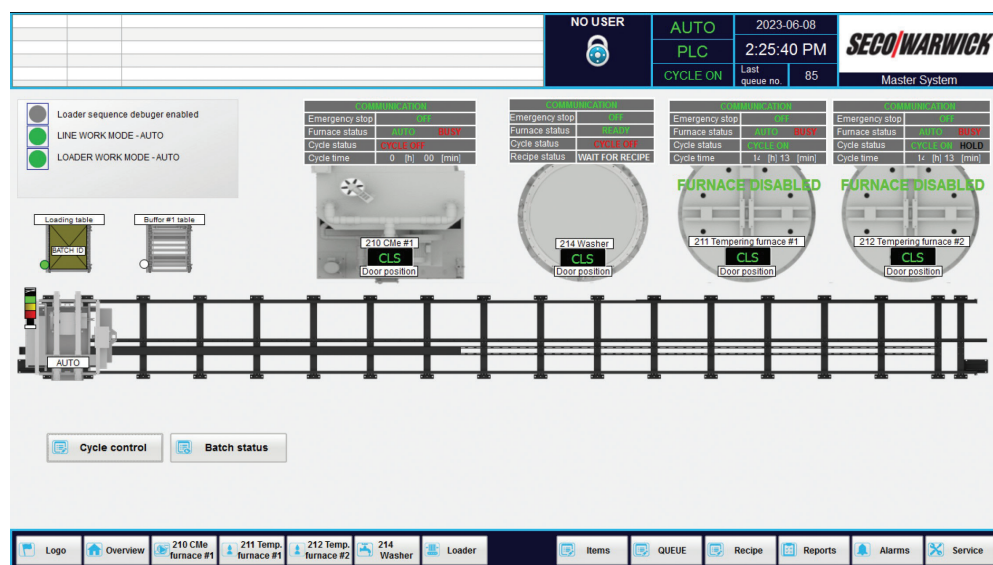 NO USER
AUTO
PLC
CYCLE ON
2023-06-08
2:25:40 PM
Last queue no.
85
SECO/WARWICK
Master System
Loader sequence debuger enabled
LINE WORK MODE - AUTO
LOADER WORK MODE - AUTO
COMMUNICATION
Emergency stop OFF
Furnace status AUTO BUSY
Cycle status CYCLE OFF
Cycle time 0 [h] 00 [min]
210 CMe #1
CLS
Door position
COMMUNICATION
Emergency stop OFF
Furnace status READY
Cycle status CYCLE OFF
Recipe status WAIT FOR RECIPE
214 Washer
CLS
Door position
COMMUNICATION
Emergency stop OFF
Furnace status AUTO BUSY
Cycle status CYCLE ON
Cycle time [h] 13 [min]
FURNACE DISABLED
211 Tempering furnace #1
CLS
Door position
COMMUNICATION
Emergency stop OFF
Furnace status AUTO BUSY
Cycle status CYCLE ON HOLD
Cycle time [h] 13 [min]
FURNACE DISABLED
212 Tempering furnace #2
CLS
Door position
Loading table
BATCH ID
Buffor #1 table
AUTO
Cycle control
Batch status
Logo
Overview
210 CMe furnace #1
211 Temp. furnace #1
212 Temp. furnace #2
214 Washer
Loader
Items
QUEUE
Recipe
Reports
Alarms
Service